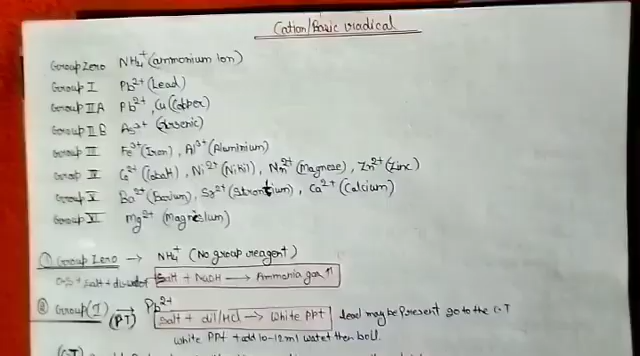 Cation/Basic radical
Group Zero NH4+ (ammonium Ion)
Group I Pb2+ (Lead)
Group II A Pb2+, Cu (Copper)
Group II B As3+ (Arsenic)
Group III Fe3+ (Iron), Al3+ (Aluminium)
Group IV Co2+ (Cobalt), Ni2+ (Nikil), Mn2+ (Magnese), Zn2+ (Zinc)
Group V Ba2+ (Barium), Sr2+ (Strontium), Ca2+ (Calcium)
Group VI Mg2+ (Magnesium)
① Group Zero → NH4+ (No group reagent)
salt + Salt + NaOH → Ammonia gas ↑
② Group (I) → Pb2+
(PT) Salt + dil/HCl → White PPt lead may be Present go to the C.T
White PPt + add 10-12ml water then boil.
(C.T)